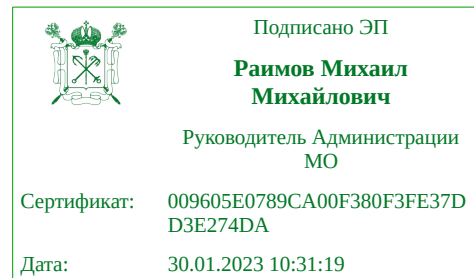 Подписано ЭП
Раимов Михаил
Михайлович
Руководитель Администрации
МО
Сертификат: 009605E0789CA00F380F3FE37D
D3E274DA
Дата: 30.01.2023 10:31:19